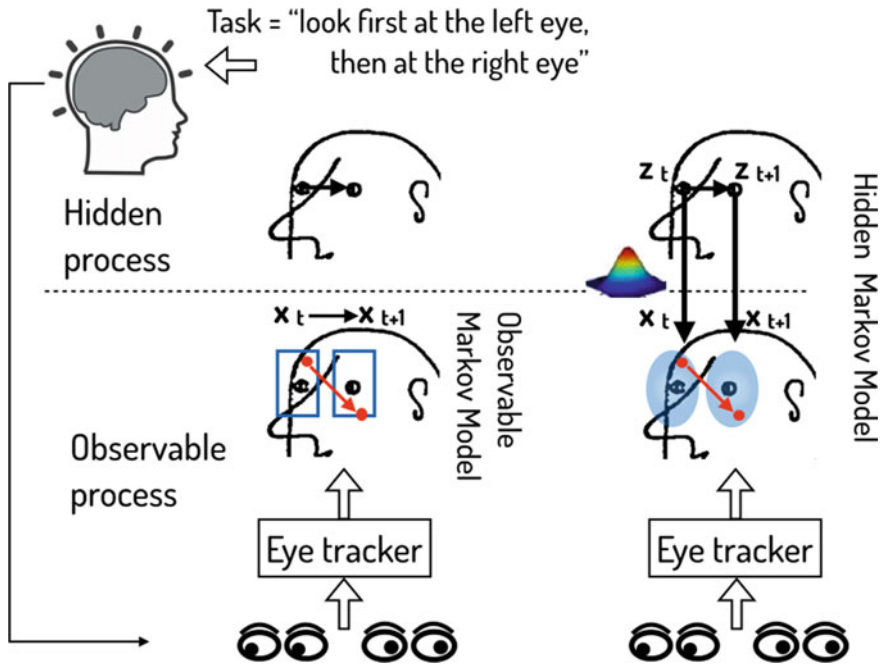 Task = “look first at the left eye,
then at the right eye”
Hidden
process
z t
z t+1
Hidden Markov Model
x t
x t+1
Observable
Markov Model
x t
x t+1
Observable
process
Eye tracker
Eye tracker